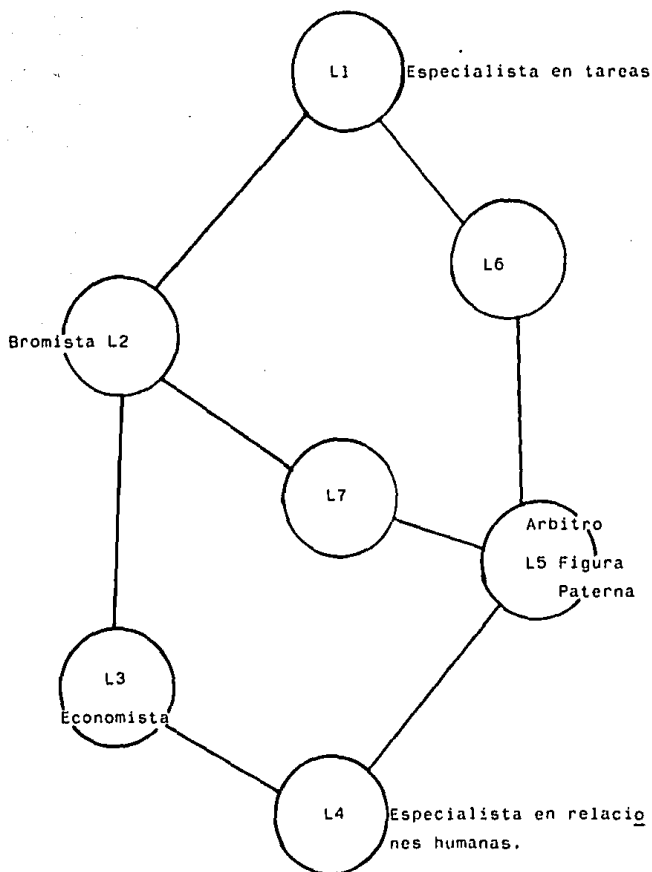 L1 Especialista en tareas
L6
Bromista L2
L7
Arbitro
L5 Figura
Paterna
L3
Economista
L4 Especialista en relacio
nes humanas.